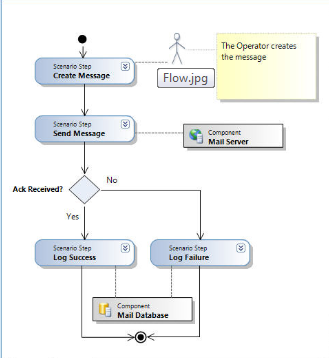 Scenario Step
Create Message
Flow.jpg
The Operator creates
the message
Scenario Step
Send Message
Component
Mail Server
Ack Received?
No
Yes
Scenario Step
Log Success
Scenario Step
Log Failure
Component
Mail Database